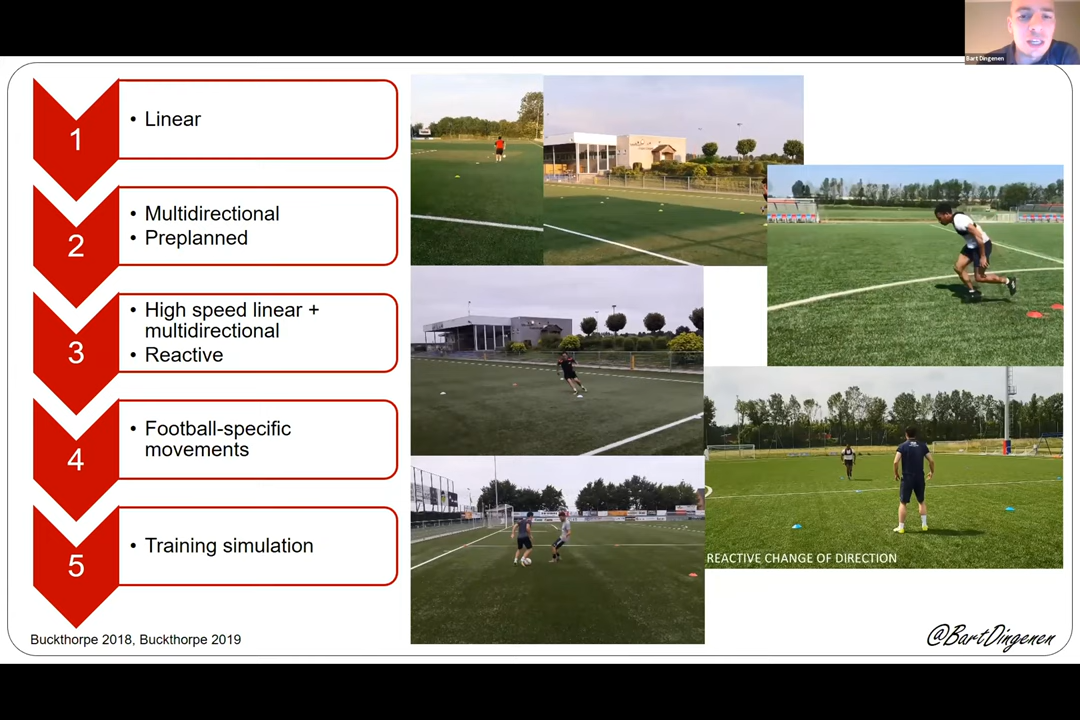 Bart Dingenen
1
• Linear
2
• Multidirectional
• Preplanned
3
• High speed linear +
multidirectional
• Reactive
4
• Football-specific
movements
5
• Training simulation
REACTIVE CHANGE OF DIRECTION
Buckthorpe 2018, Buckthorpe 2019
@BartDingenen